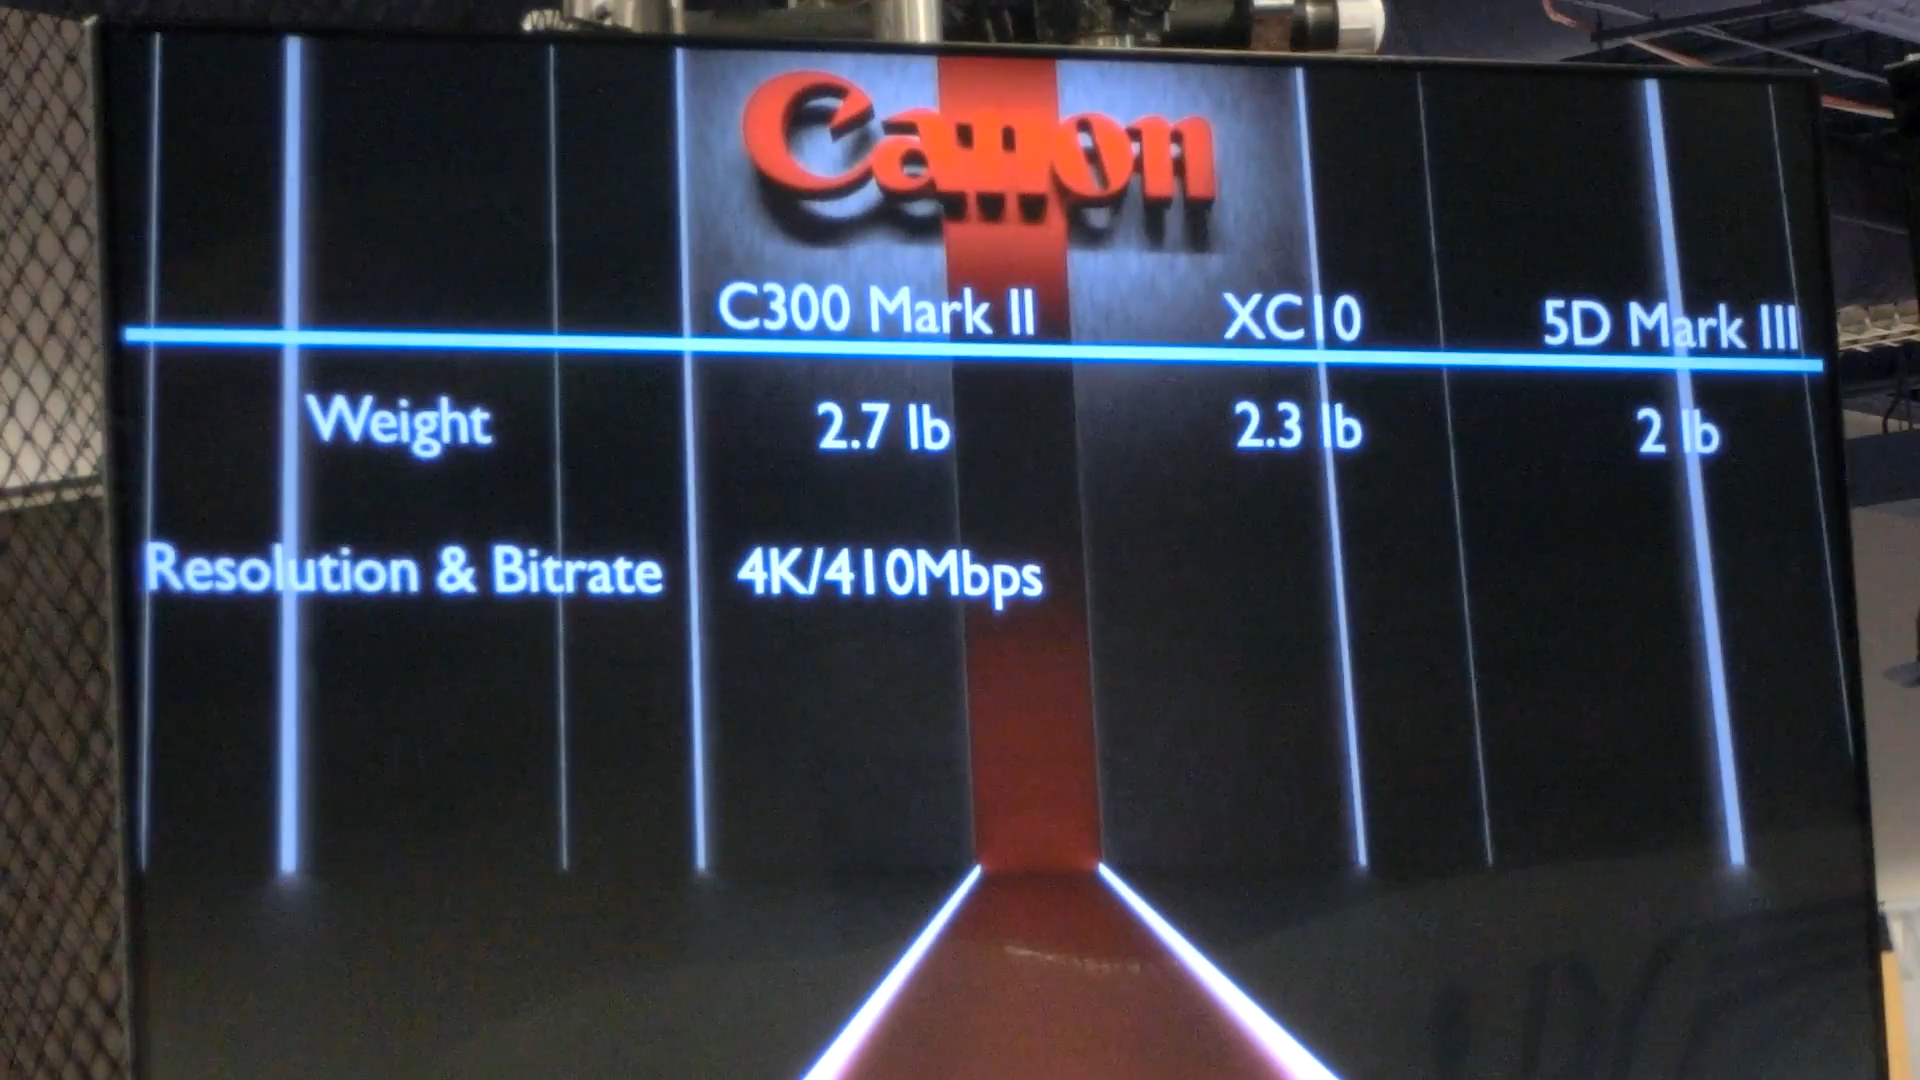 Canon
C300 Mark II XC10 5D Mark III
Weight 2.7 lb 2.3 lb 2 lb
Resolution & Bitrate 4K/410Mbps